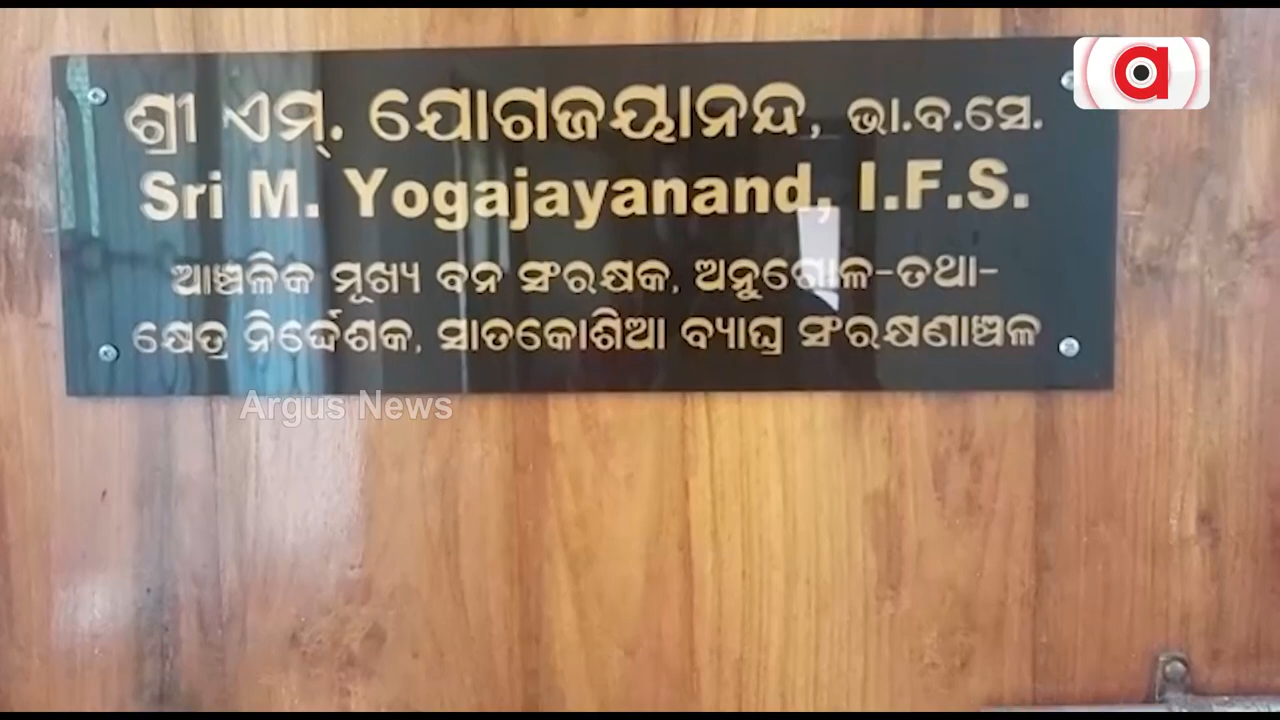 ଶ୍ରୀ ଏମ୍. ଯୋଗଜୟାନନ୍ଦ, ଭା.ବ.ସେ.
Sri M. Yogajayanand, I.F.S.
ଆଞ୍ଚଳିକ ମୂଖ୍ୟ ବନ ସଂରକ୍ଷକ, ଅନୁଗୋଳ-ତଥା-
କ୍ଷେତ୍ର ନିର୍ଦ୍ଦେଶକ, ସାତକୋଶିଆ ବ୍ୟାଘ୍ର ସଂରକ୍ଷଣାଞ୍ଚଳ
Argus News
a